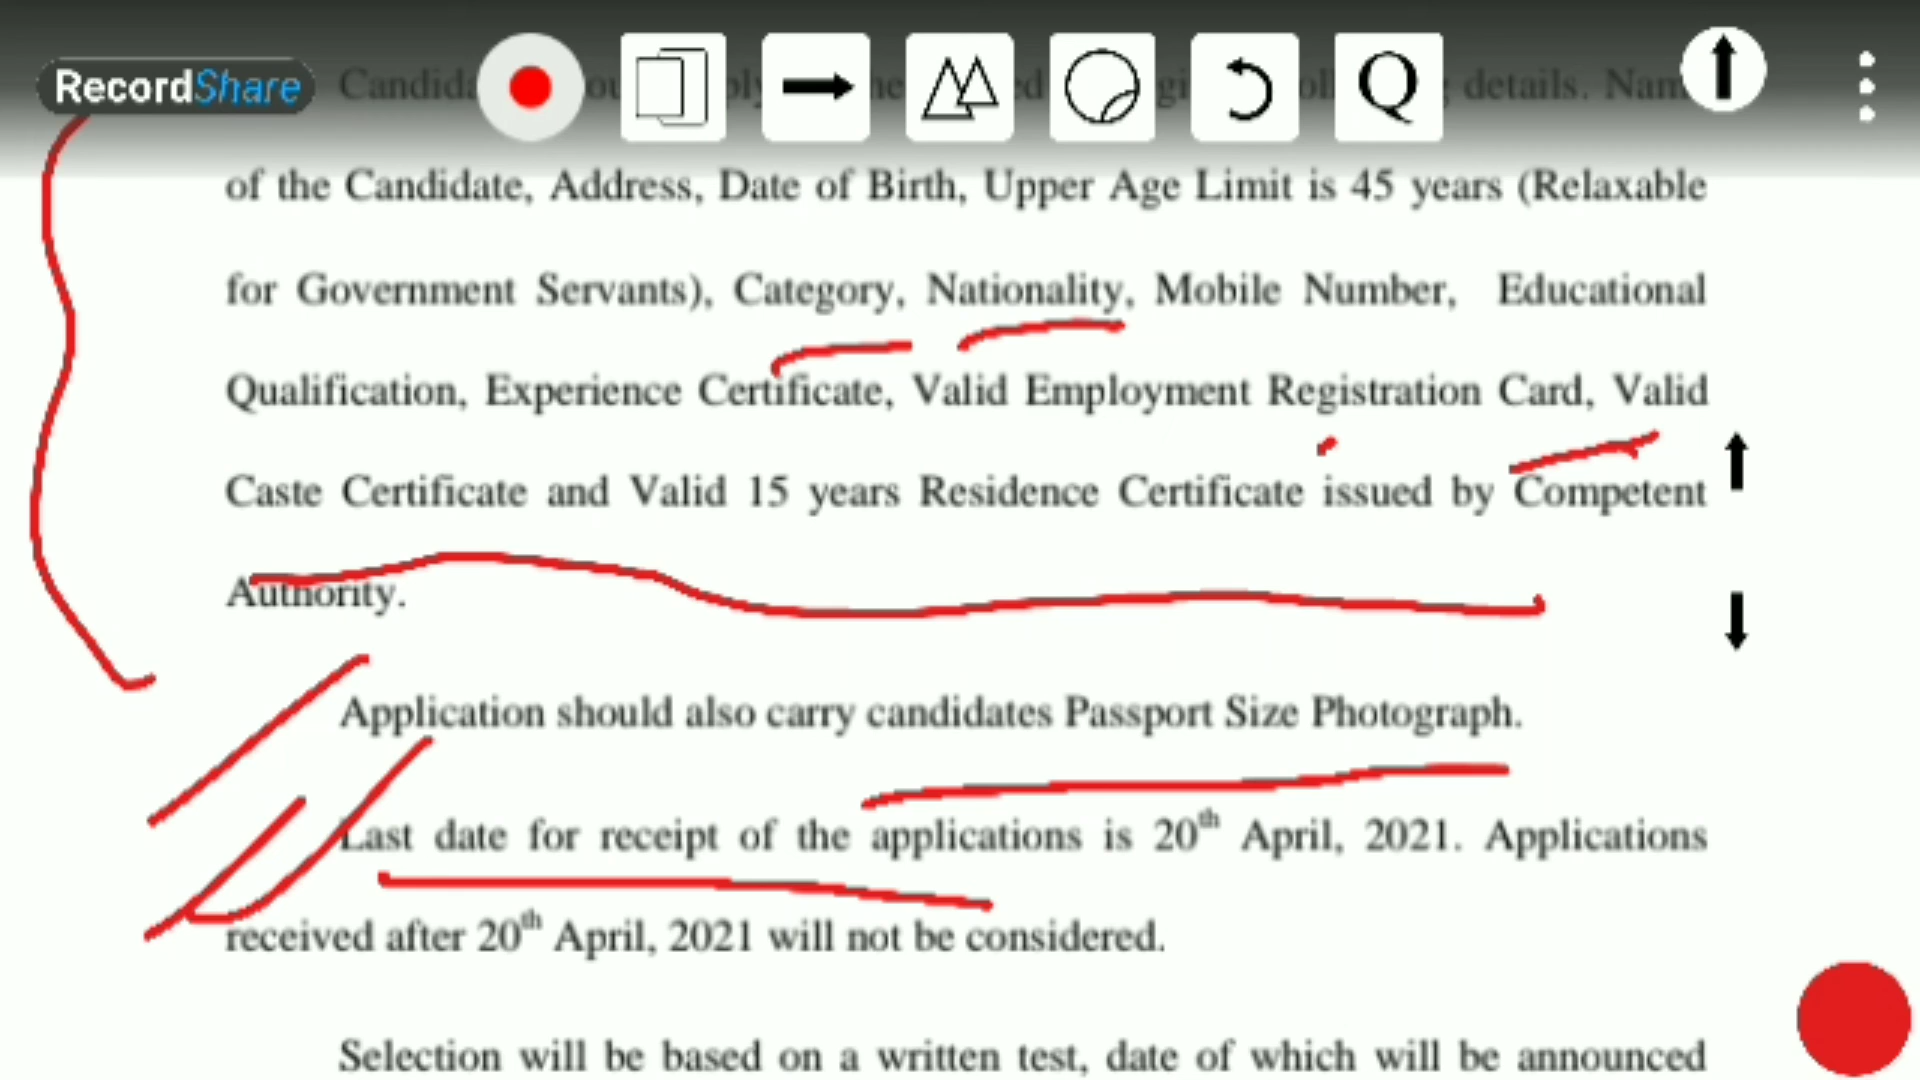 RecordShare
Q
details.
of the Candidate, Address, Date of Birth, Upper Age Limit is 45 years (Relaxable
for Government Servants), Category, Nationality, Mobile Number, Educational
Qualification, Experience Certificate, Valid Employment Registration Card, Valid
Caste Certificate and Valid 15 years Residence Certificate issued by Competent
Authority.
Application should also carry candidates Passport Size Photograph.
Last date for receipt of the applications is 20th April, 2021. Applications
received after 20th April, 2021 will not be considered.
Selection will be based on a written test, date of which will be announced